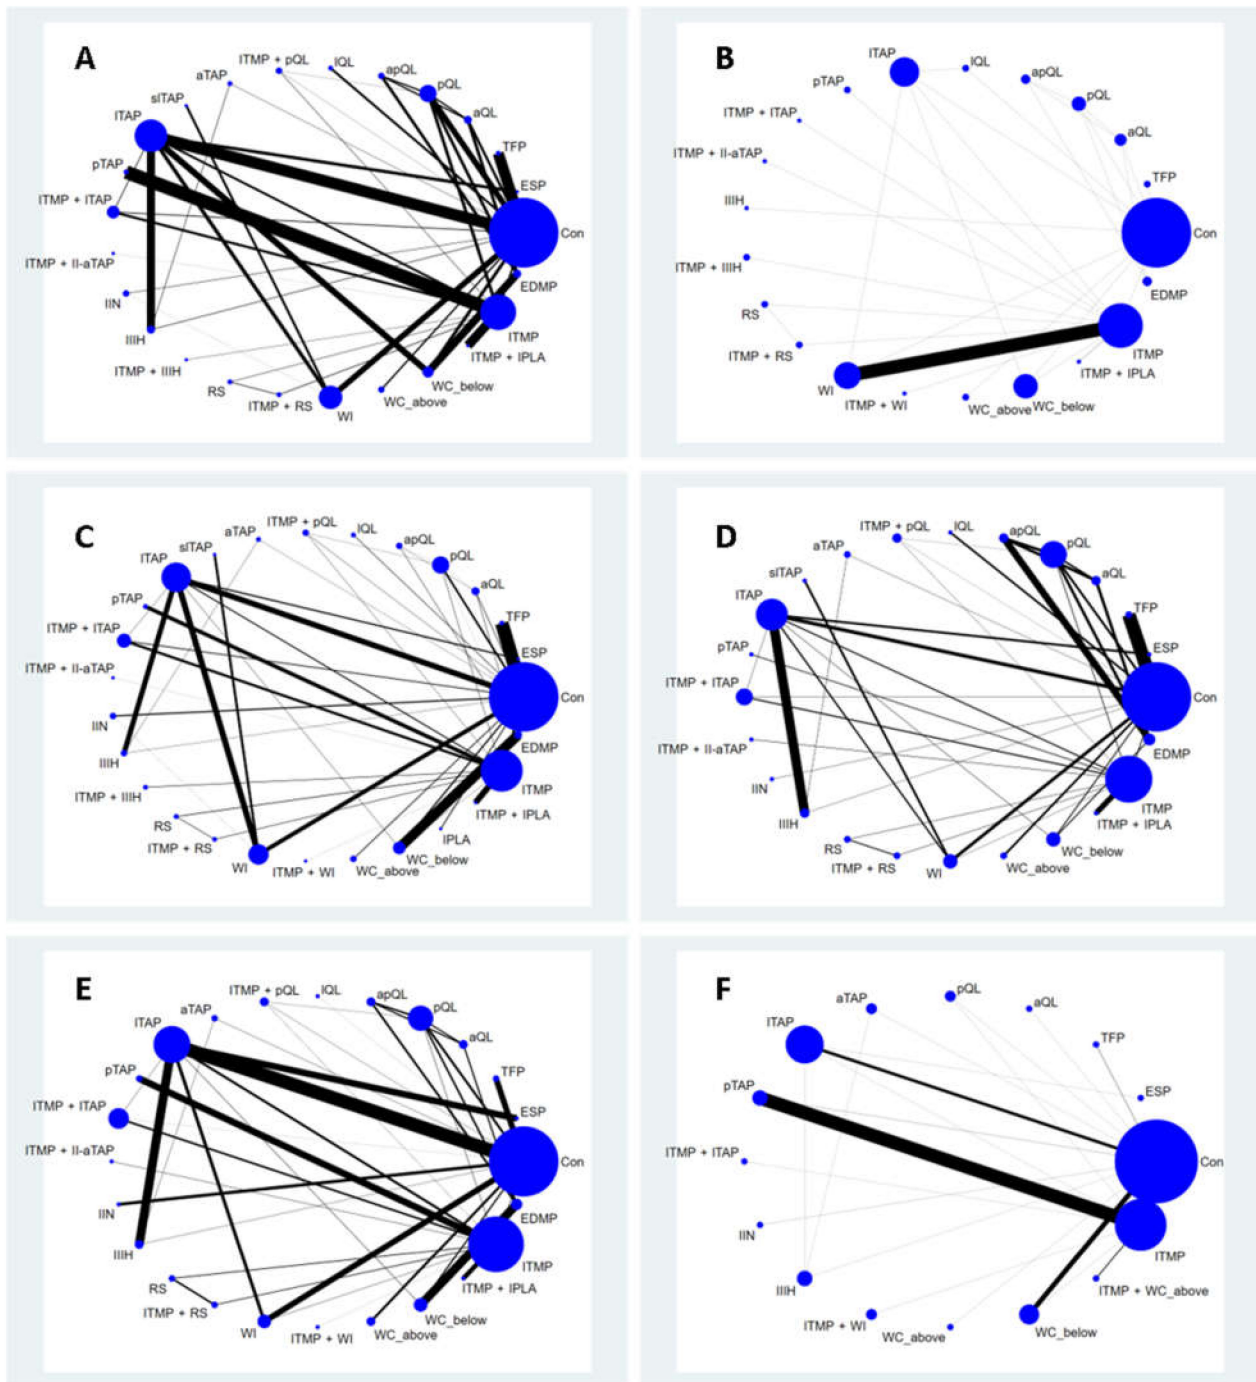 A
ITMP + pQL
IQL
apQL
pQL
aQL
TFP
ESP
Con
EDMP
ITMP
ITMP + IPLA
WC_below
WC_above
WI
ITMP + RS
RS
ITMP + IIIH
IIIH
IIN
ITMP + II-aTAP
ITMP + ITAP
pTAP
ITAP
sITAP
aTAP
B
ITAP
IQL
apQL
pQL
aQL
TFP
Con
EDMP
ITMP
ITMP + IPLA
WC_below
WC_above
ITMP + WI
WI
ITMP + RS
RS
ITMP + IIIH
IIIH
ITMP + II-aTAP
ITMP + ITAP
pTAP
C
ITMP + pQL
IQL
apQL
pQL
aQL
TFP
ESP
Con
EDMP
ITMP
ITMP + IPLA
IPLA
WC_below
WC_above
ITMP + WI
WI
ITMP + RS
RS
ITMP + IIIH
IIIH
IIN
ITMP + II-aTAP
ITMP + ITAP
pTAP
ITAP
sITAP
aTAP
D
ITMP + pQL
IQL
apQL
pQL
aQL
TFP
ESP
Con
EDMP
ITMP
ITMP + IPLA
WC_below
WC_above
WI
ITMP + RS
RS
IIIH
IIN
ITMP + II-aTAP
ITMP + ITAP
pTAP
ITAP
sITAP
aTAP
E
ITMP + pQL
IQL
apQL
pQL
aQL
TFP
ESP
Con
EDMP
ITMP
ITMP + IPLA
WC_below
WC_above
ITMP + WI
WI
ITMP + RS
RS
IIIH
IIN
ITMP + II-aTAP
ITMP + ITAP
pTAP
ITAP
aTAP
F
pQL
aQL
TFP
ESP
Con
ITMP
ITMP + WC_above
WC_below
WC_above
ITMP + WI
IIIH
IIN
ITMP + ITAP
pTAP
ITAP
aTAP